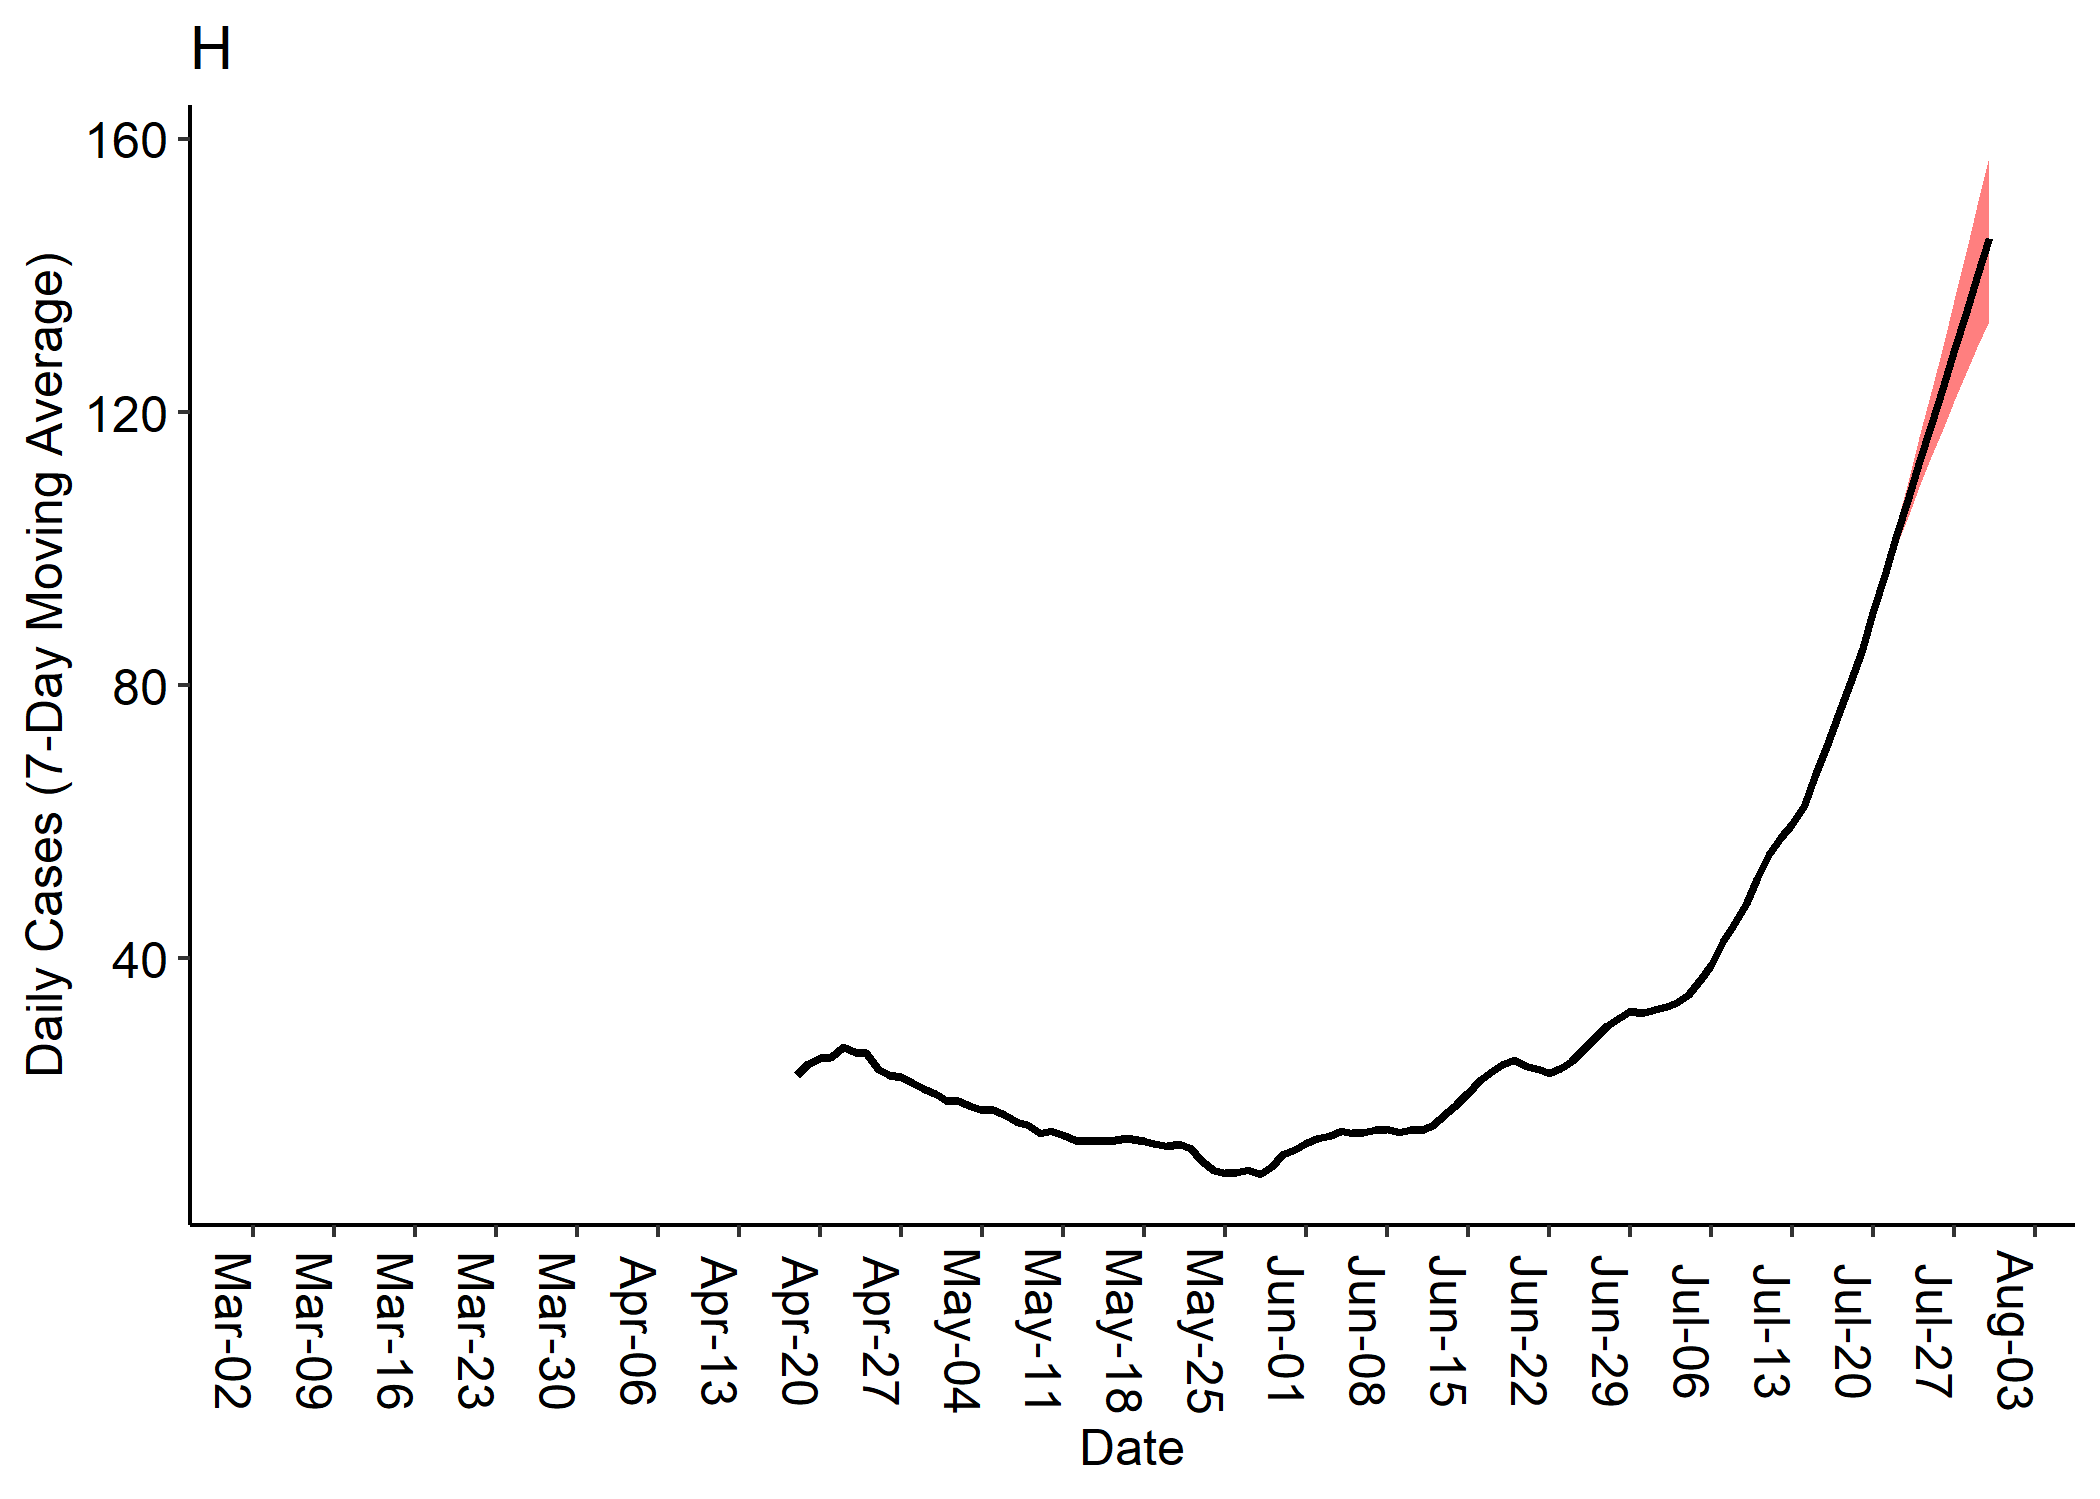 H
Daily Cases (7-Day Moving Average)
160
120
80
40
Mar-02
Mar-09
Mar-16
Mar-23
Mar-30
Apr-06
Apr-13
Apr-20
Apr-27
May-04
May-11
May-18
May-25
Jun-01
Jun-08
Jun-15
Jun-22
Jun-29
Jul-06
Jul-13
Jul-20
Jul-27
Aug-03
Date